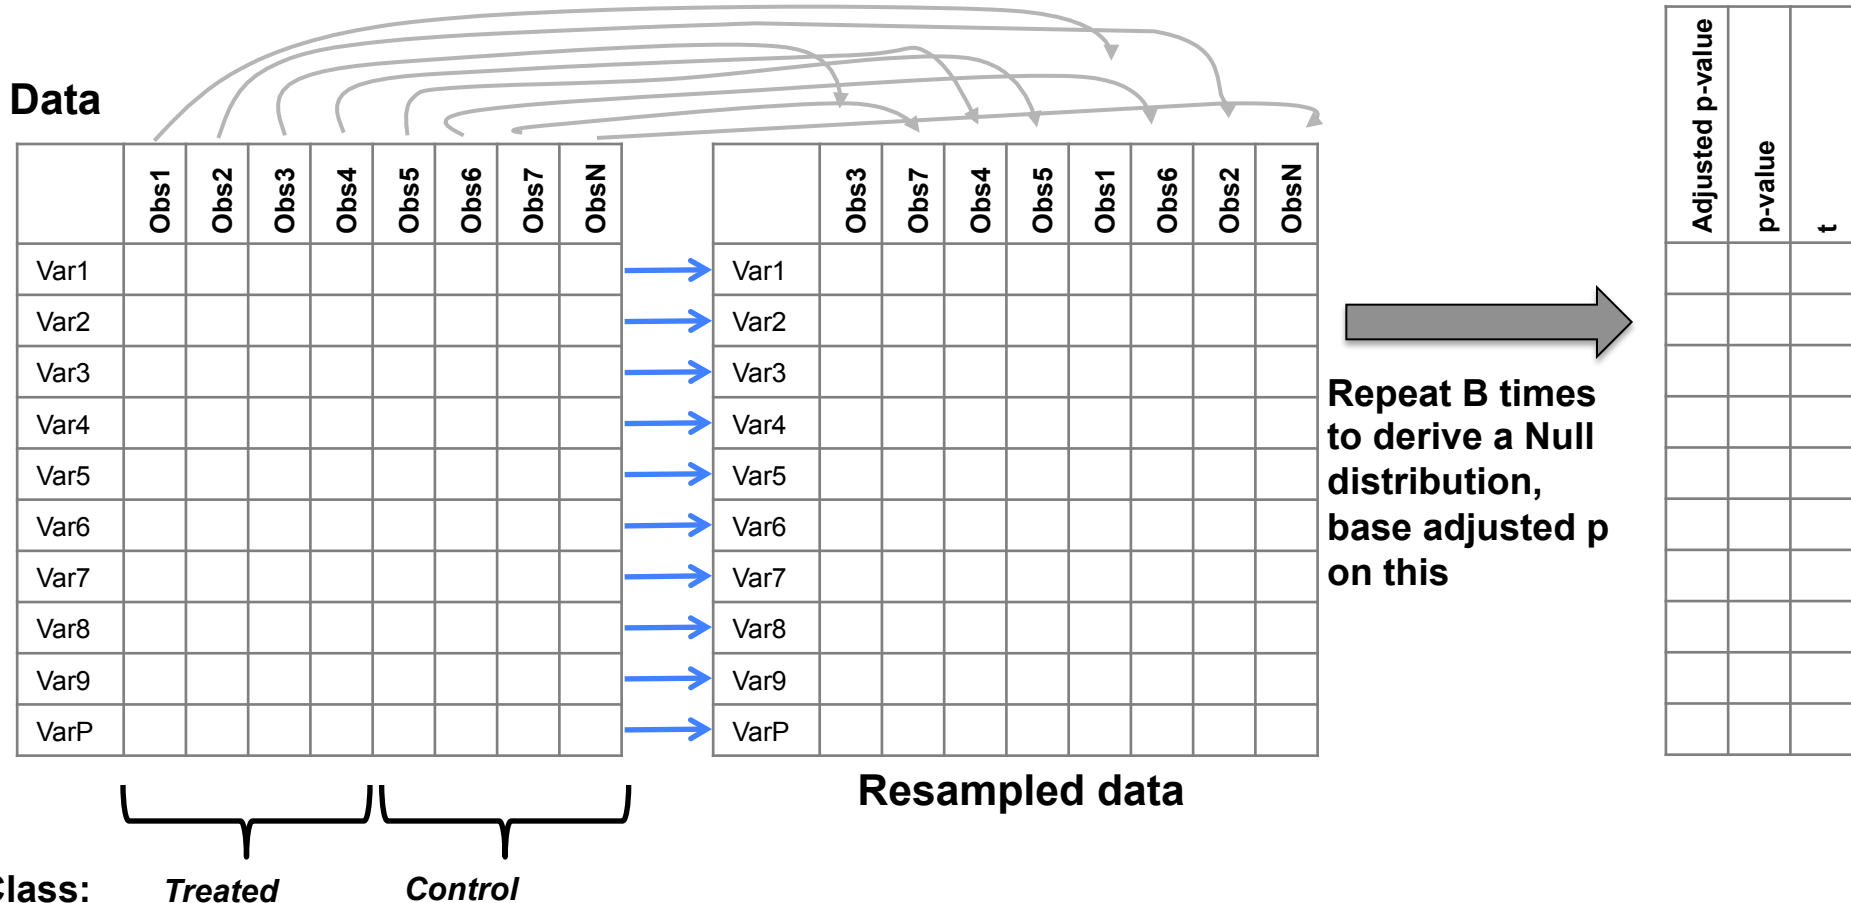 Data
Obs1 Obs2 Obs3 Obs4 Obs5 Obs6 Obs7 ObsN
Var1
Var2
Var3
Var4
Var5
Var6
Var7
Var8
Var9
VarP
Class: Treated Control
Obs3 Obs7 Obs4 Obs5 Obs1 Obs6 Obs2 ObsN
Var1
Var2
Var3
Var4
Var5
Var6
Var7
Var8
Var9
VarP
Resampled data
Repeat B times
to derive a Null
distribution,
base adjusted p
on this
Adjusted p-value
p-value
t